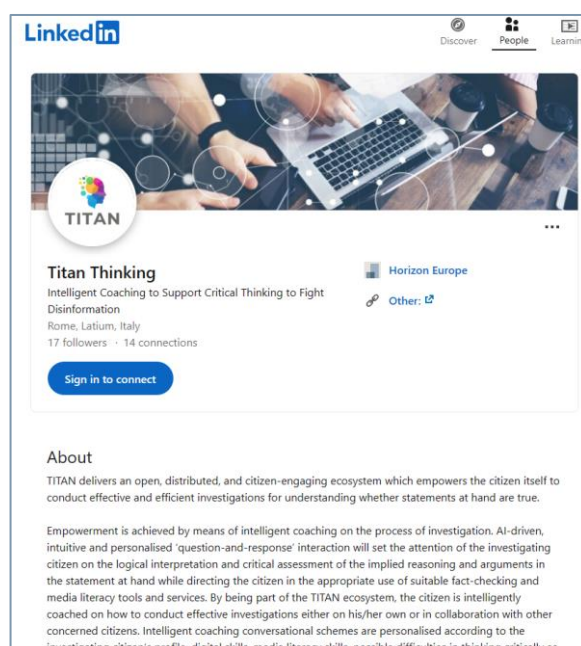 Linked in
Discover
People
Learnin
TITAN
Titan Thinking
Intelligent Coaching to Support Critical Thinking to Fight
Disinformation
Rome, Latium, Italy
17 followers · 14 connections
Sign in to connect
Horizon Europe
Other:
About
TITAN delivers an open, distributed, and citizen-engaging ecosystem which empowers the citizen itself to
conduct effective and efficient investigations for understanding whether statements at hand are true.
Empowerment is achieved by means of intelligent coaching on the process of investigation. AI-driven,
intuitive and personalised 'question-and-response' interaction will set the attention of the investigating
citizen on the logical interpretation and critical assessment of the implied reasoning and arguments in
the statement at hand while directing the citizen in the appropriate use of suitable fact-checking and
media literacy tools and services. By being part of the TITAN ecosystem, the citizen is intelligently
coached on how to conduct effective investigations either on his/her own or in collaboration with other
concerned citizens. Intelligent coaching conversational schemes are personalised according to the